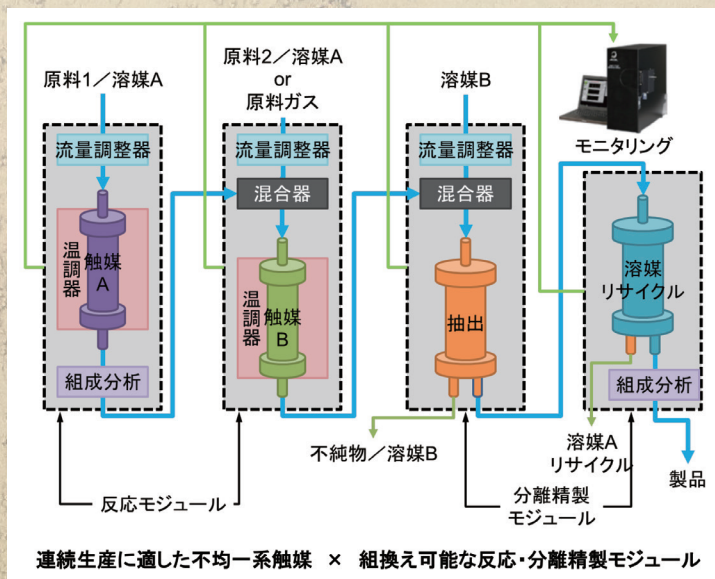 原料1／溶媒A
流量調整器
温調器
触媒
A
組成分析
原料2／溶媒A
or
原料ガス
流量調整器
混合器
温調器
触媒
B
溶媒B
流量調整器
混合器
抽出
不純物／溶媒B
モニタリング
溶媒
リサイクル
組成分析
溶媒A
リサイクル
製品
反応モジュール
分離精製
モジュール
連続生産に適した不均一系触媒 × 組換え可能な反応・分離精製モジュール